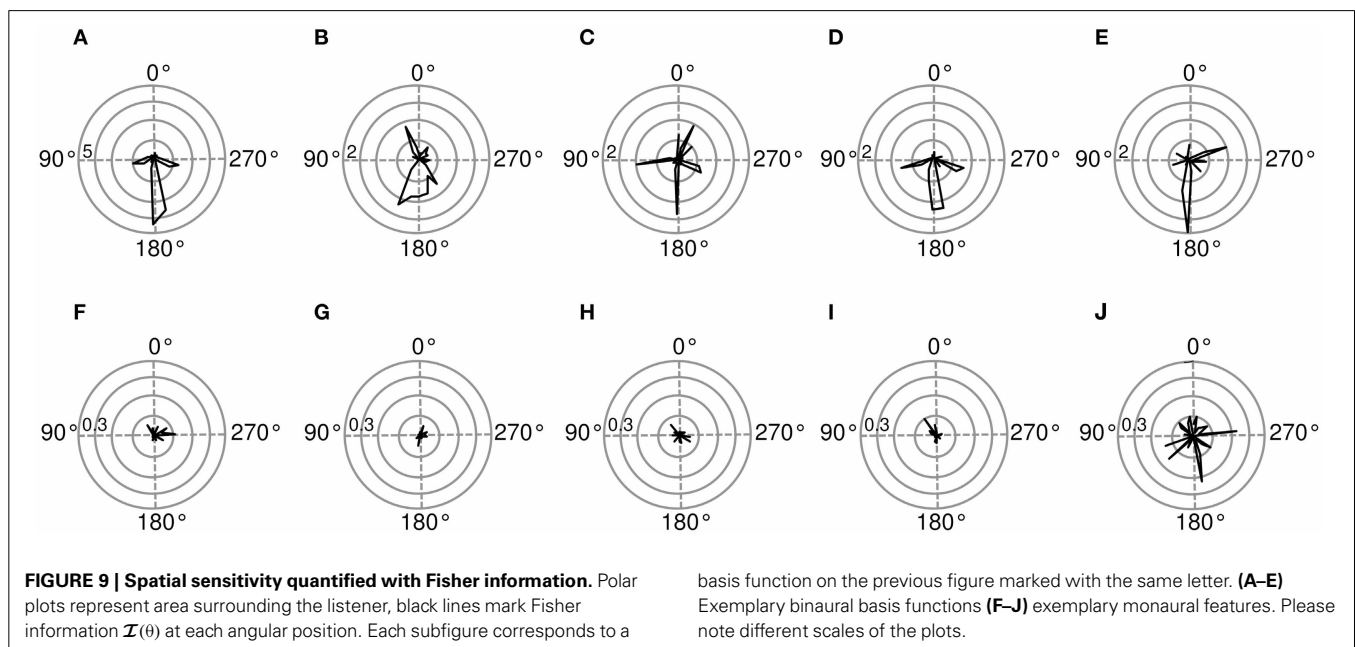 A B C D E
0° 0° 0° 0° 0°
90° 5 270° 90° 2 270° 90° 2 270° 90° 2 270° 90° 2 270°
180° 180° 180° 180° 180°
F G H I J
0° 0° 0° 0° 0°
90° 0.3 270° 90° 0.3 270° 90° 0.3 270° 90° 0.3 270° 90° 0.3 270°
180° 180° 180° 180° 180°
FIGURE 9 | Spatial sensitivity quantified with Fisher information. Polar
plots represent area surrounding the listener, black lines mark Fisher
information I(θ) at each angular position. Each subfigure corresponds to a
basis function on the previous figure marked with the same letter. (A–E)
Exemplary binaural basis functions (F–J) exemplary monaural features. Please
note different scales of the plots.